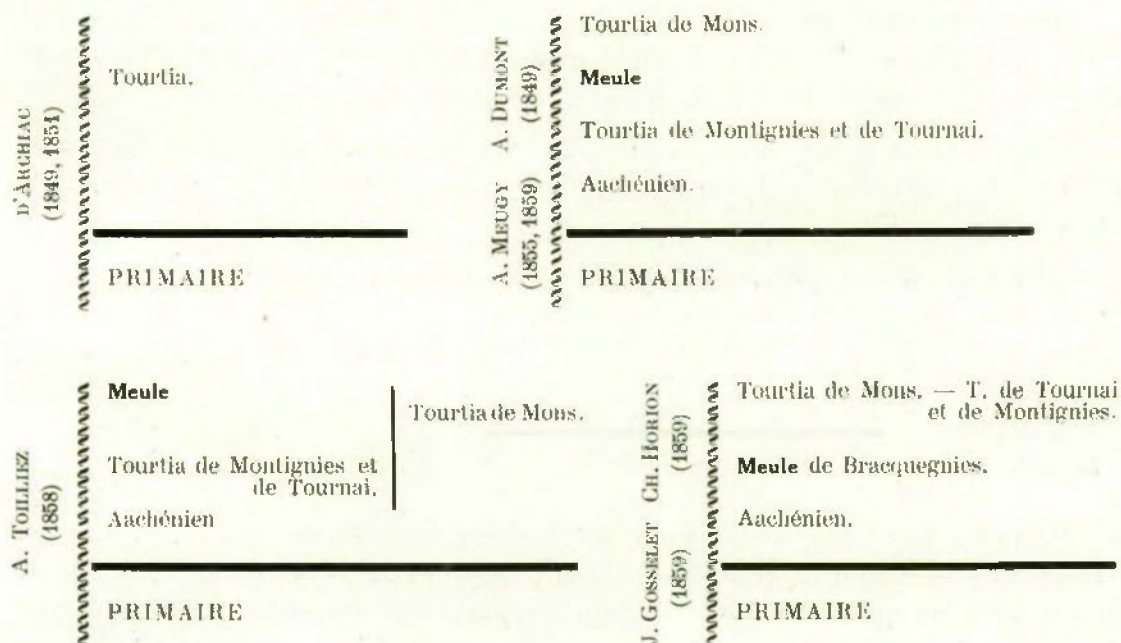 D'ARCHIAC
(1849, 1851)
Tourtia.
PRIMAIRE
A. MEUGY A. DUMONT
(1855, 1859) (1849)
Tourtia de Mons.
Meule
Tourtia de Montignies et de Tournai.
Aachénien.
PRIMAIRE
A. TOILLIEZ
(1858)
Meule
Tourtia de Montignies et
de Tournai.
Tourtia de Mons.
Aachénien
PRIMAIRE
J. GOSSELET CH. HORION
(1859) (1859)
Tourtia de Mons. — T. de Tournai
et de Montignies.
Meule de Bracquegnies.
Aachénien.
PRIMAIRE